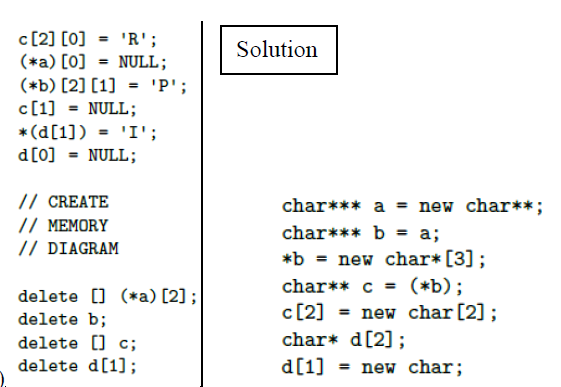 c[2][0] = 'R';
(*a)[0] = NULL;
(*b)[2][1] = 'P';
c[1] = NULL;
*(d[1]) = 'I';
d[0] = NULL;
// CREATE
// MEMORY
// DIAGRAM
delete [] (*a)[2];
delete b;
delete [] c;
delete d[1];
)
Solution
char*** a = new char**;
char*** b = a;
*b = new char*[3];
char** c = (*b);
c[2] = new char[2];
char* d[2];
d[1] = new char;